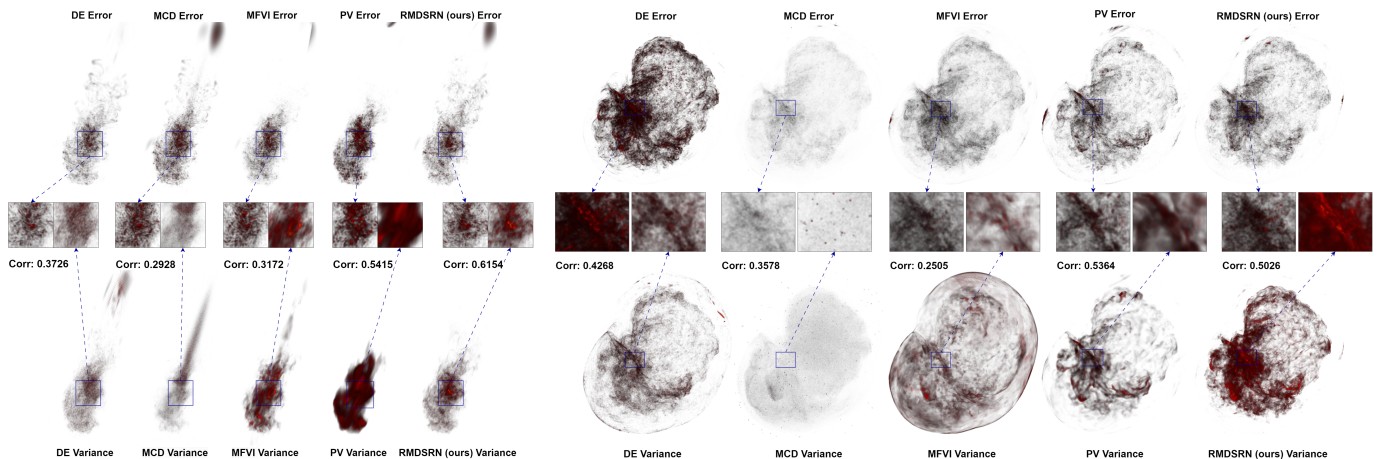 DE Error MCD Error MFVI Error PV Error RMDSRN (ours) Error
Corr: 0.3726 Corr: 0.2928 Corr: 0.3172 Corr: 0.5415 Corr: 0.6154
DE Variance MCD Variance MFVI Variance PV Variance RMDSRN (ours) Variance
DE Error MCD Error MFVI Error PV Error RMDSRN (ours) Error
Corr: 0.4268 Corr: 0.3578 Corr: 0.2505 Corr: 0.5364 Corr: 0.5026
DE Variance MCD Variance MFVI Variance PV Variance RMDSRN (ours) Variance